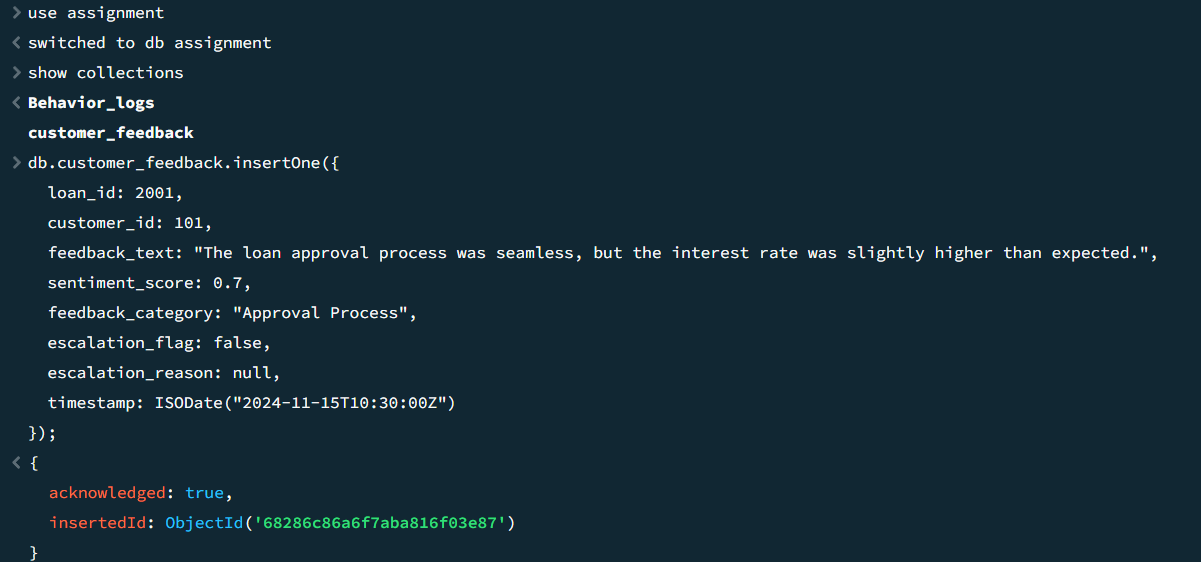 > use assignment
< switched to db assignment
> show collections
< Behavior_logs
customer_feedback
> db.customer_feedback.insertOne({
loan_id: 2001,
customer_id: 101,
feedback_text: "The loan approval process was seamless, but the interest rate was slightly higher than expected.",
sentiment_score: 0.7,
feedback_category: "Approval Process",
escalation_flag: false,
escalation_reason: null,
timestamp: ISODate("2024-11-15T10:30:00Z")
});
< {
acknowledged: true,
insertedId: ObjectId('68286c86a6f7aba816f03e87')
}